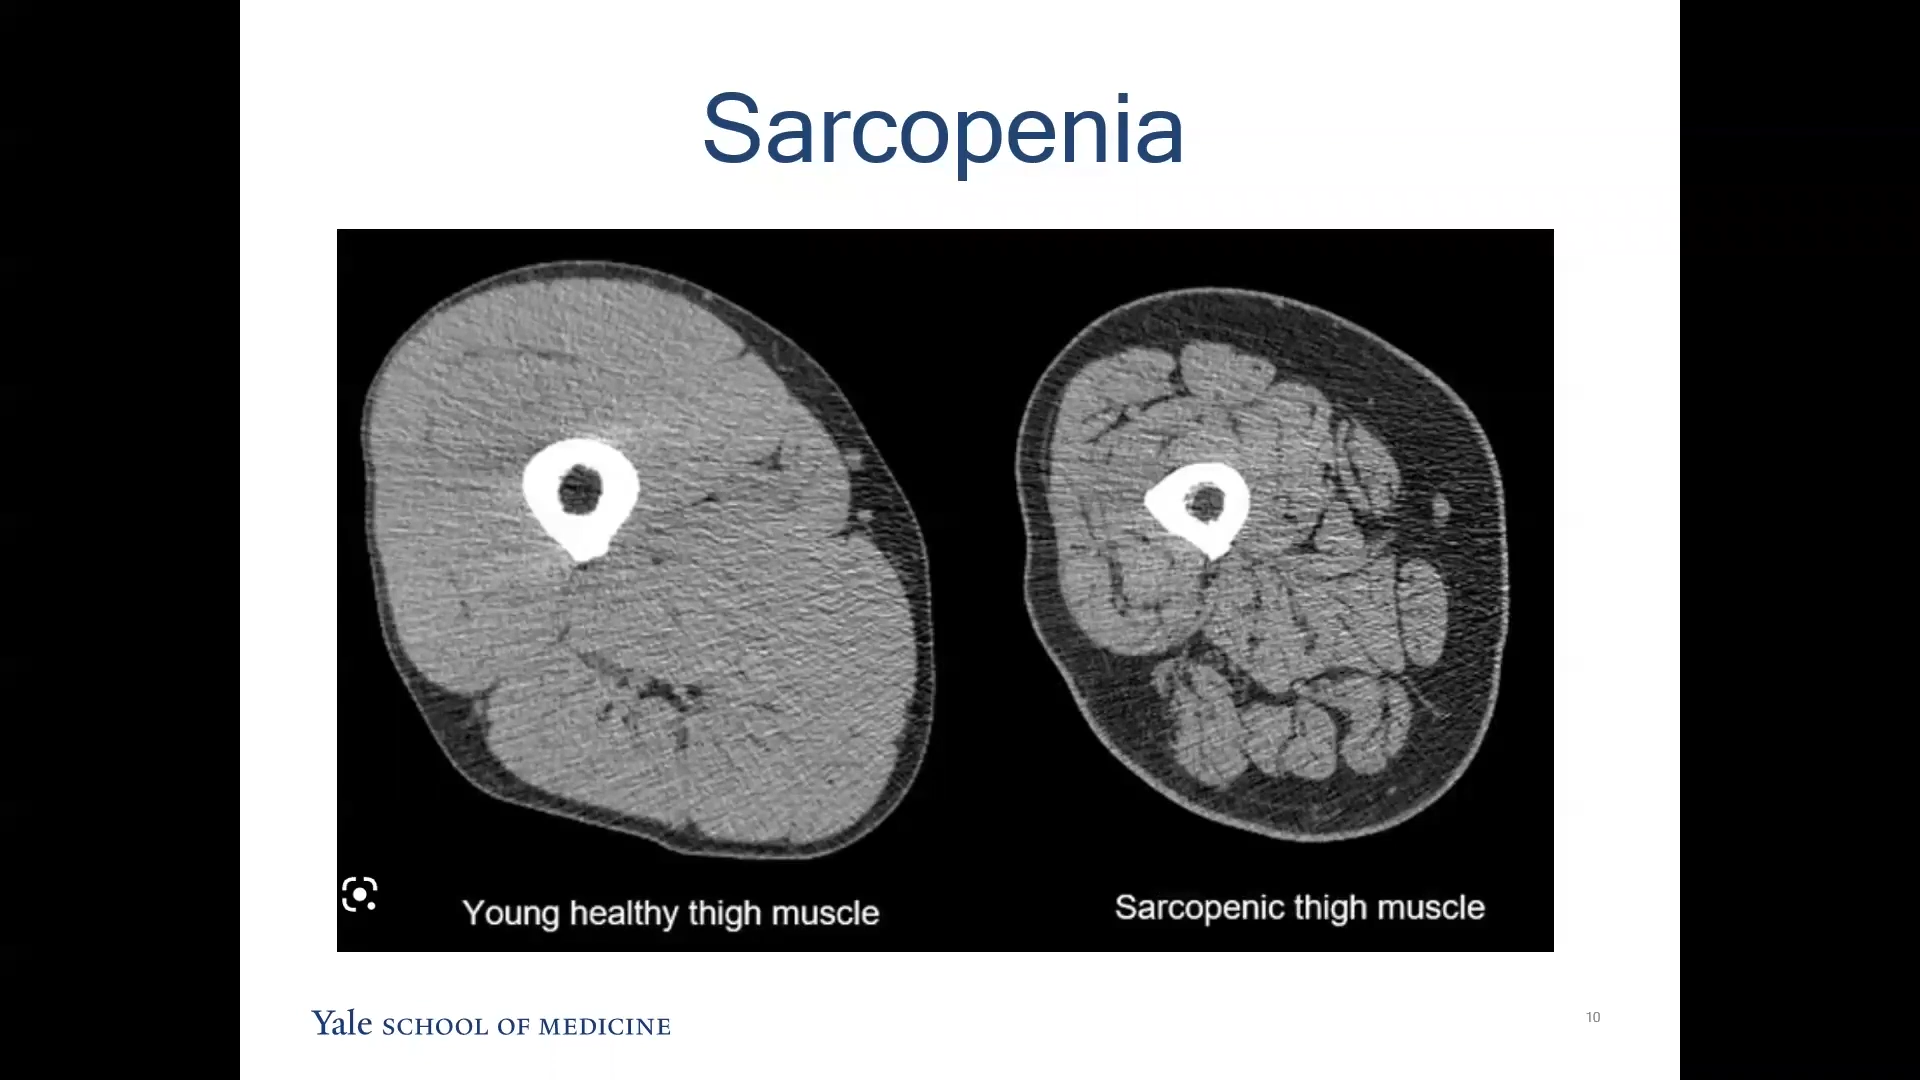 Sarcopenia
Young healthy thigh muscle
Sarcopenic thigh muscle
Yale SCHOOL OF MEDICINE
10